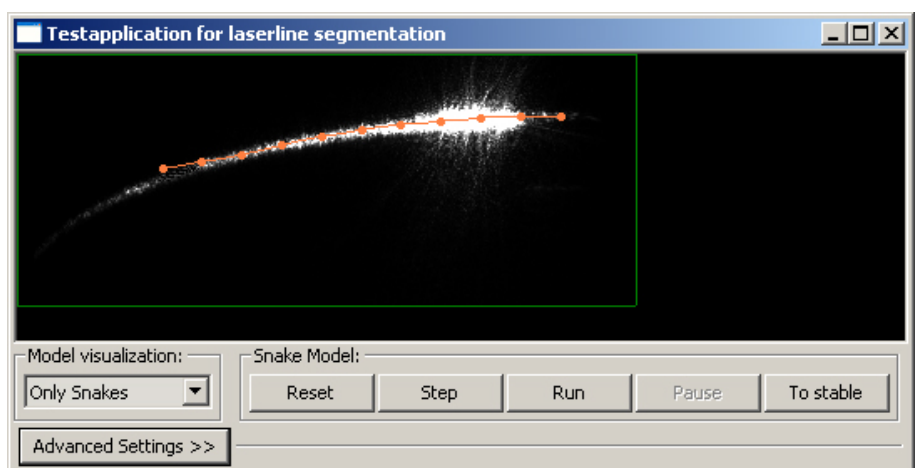 Testapplication for laserline segmentation
Model visualization:
Snake Model:
Only Snakes
Reset
Step
Run
Pause
To stable
Advanced Settings >>